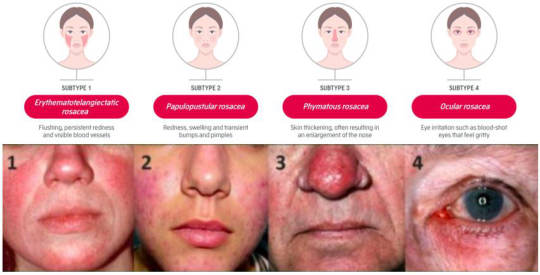 SUBTYPE 1
Erythematotelangiectatic
rosacea
Flushing, persistent redness
and visible blood vessels
SUBTYPE 2
Papulopustular rosacea
Redness, swelling and transient
bumps and pimples
SUBTYPE 3
Phymatous rosacea
Skin thickening, often resulting in
an enlargement of the nose
SUBTYPE 4
Ocular rosacea
Eye irritation such as blood-shot
eyes that feel gritty
1
2
3
4